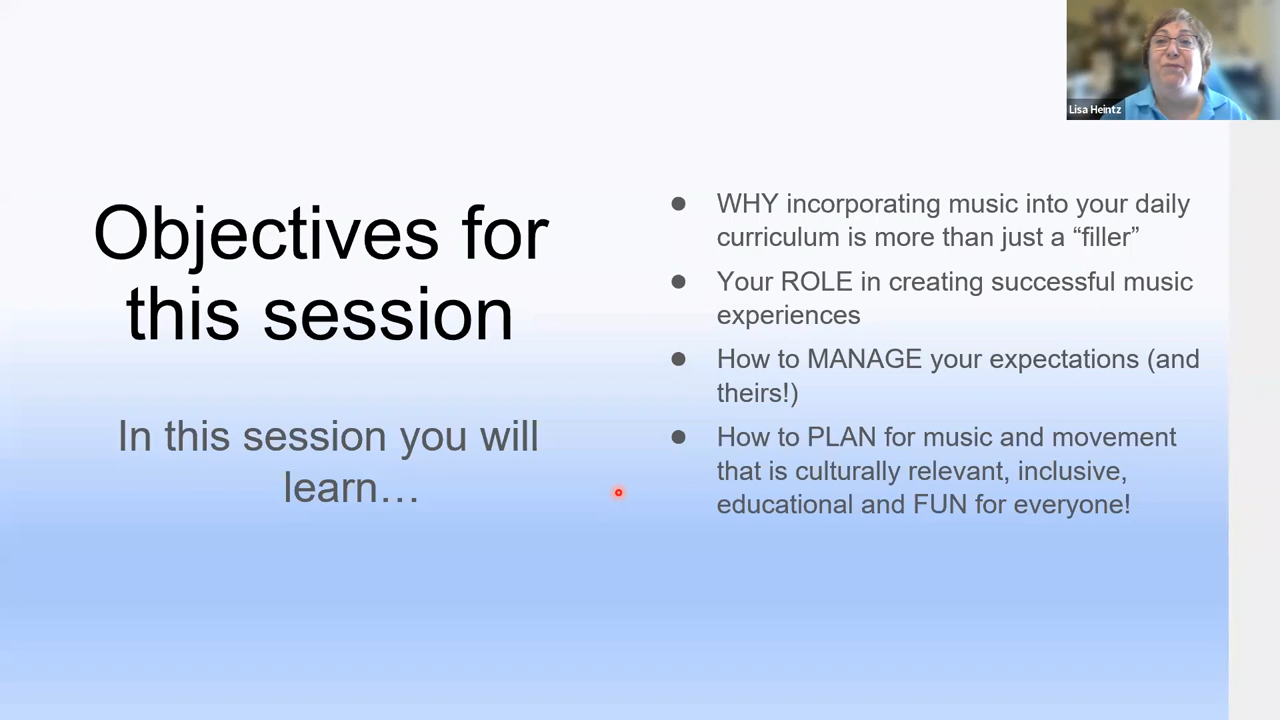 Lisa Heintz
Objectives for
this session
In this session you will
learn…
● WHY incorporating music into your daily
curriculum is more than just a “filler”
● Your ROLE in creating successful music
experiences
● How to MANAGE your expectations (and
theirs!)
● How to PLAN for music and movement
that is culturally relevant, inclusive,
educational and FUN for everyone!